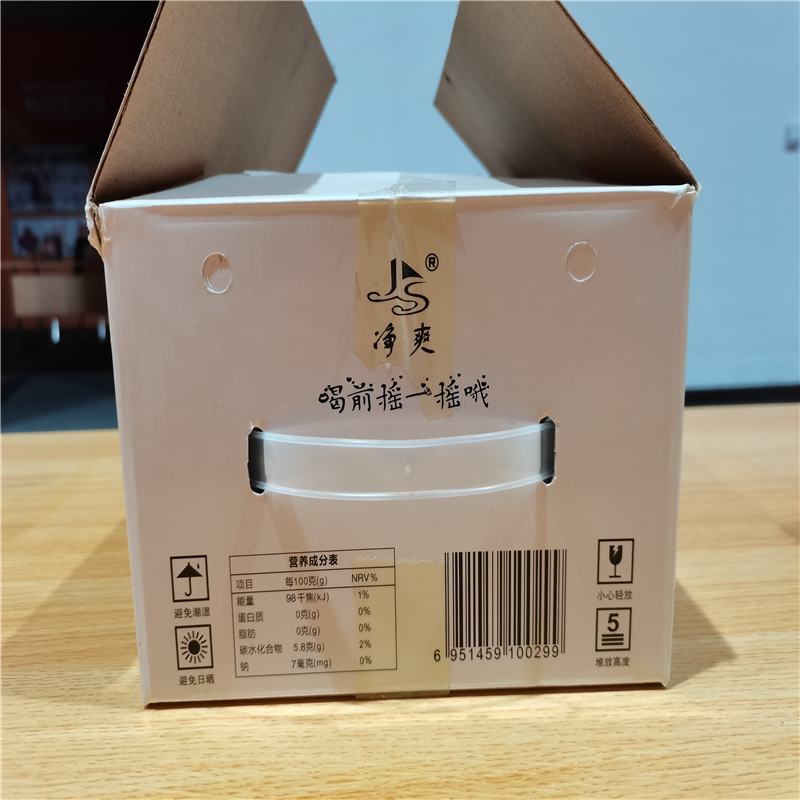 JS®
净爽
喝前摇一摇哦
营养成分表
项目 每100克(g) NRV%
能量 98千焦(kJ) 1%
蛋白质 0克(g) 0%
脂肪 0克(g) 0%
碳水化合物 5.8克(g) 2%
钠 7毫克(mg) 0%
避免潮湿
避免日晒
6 951459 100299
小心轻放
5
堆放高度